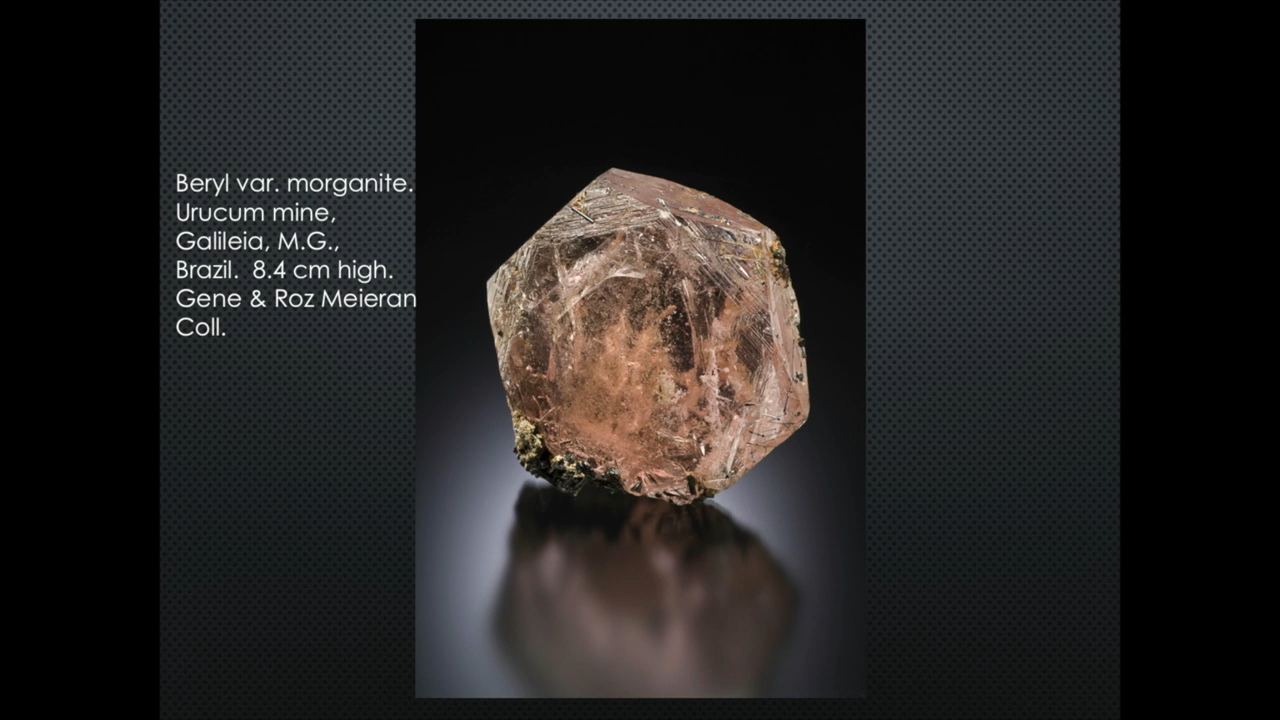 Beryl var. morganite.
Urucum mine,
Galileia, M.G.,
Brazil.  8.4 cm high.
Gene & Roz Meieran
Coll.